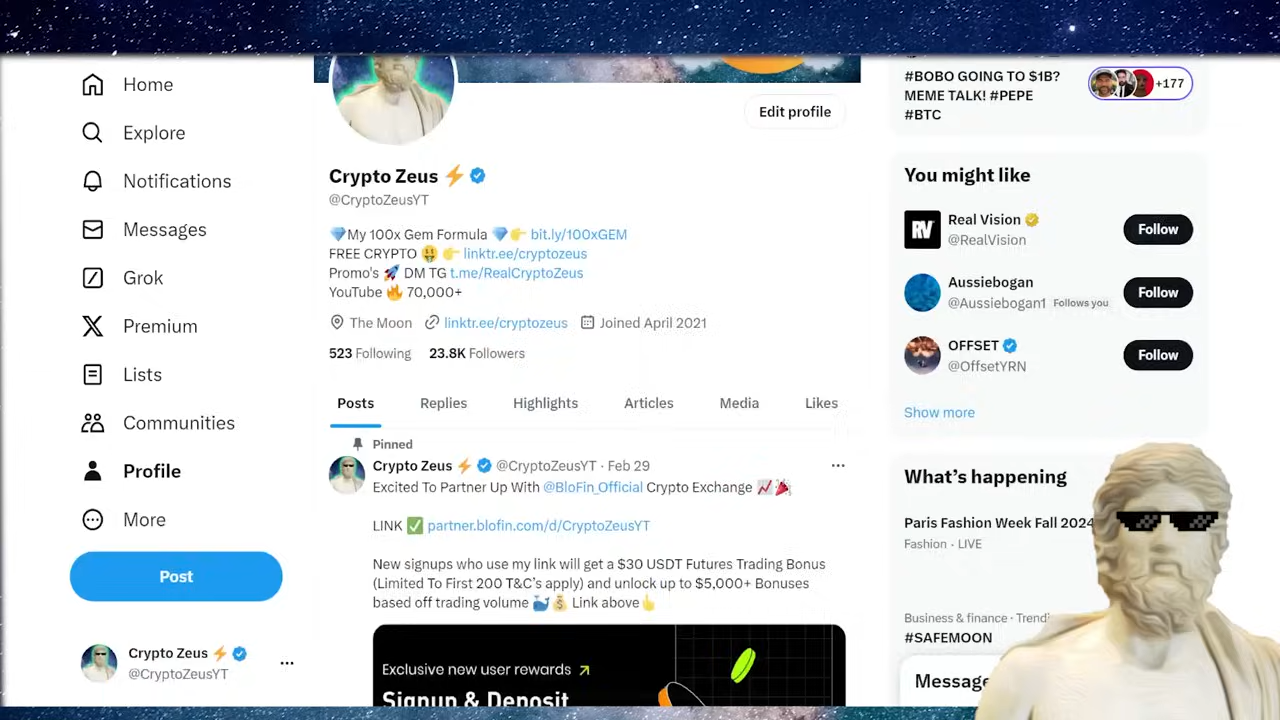 Home
Explore
Notifications
Messages
Grok
Premium
Lists
Communities
Profile
More
Post
Crypto Zeus ⚡
@CryptoZeusYT
Edit profile
Crypto Zeus ⚡
@CryptoZeusYT
💎My 100x Gem Formula 💎👉 bit.ly/100xGEM
FREE CRYPTO 🤑 👉 linktr.ee/cryptozeus
Promo's 🚀 DM TG t.me/RealCryptoZeus
YouTube 🔥 70,000+
The Moon linktr.ee/cryptozeus Joined April 2021
523 Following 23.8K Followers
Posts Replies Highlights Articles Media Likes
Pinned
Crypto Zeus ⚡ @CryptoZeusYT · Feb 29
Excited To Partner Up With @BloFin_Official Crypto Exchange 📈🎉
LINK ✅ partner.blofin.com/d/CryptoZeusYT
New signups who use my link will get a $30 USDT Futures Trading Bonus
(Limited To First 200 T&C's apply) and unlock up to $5,000+ Bonuses
based off trading volume 🐳💰 Link above👆
Exclusive new user rewards ↗
Signup & Deposit
#BOBO GOING TO $1B?
MEME TALK! #PEPE
#BTC
+177
You might like
Real Vision
@RealVision
Follow
Aussiebogan
@Aussiebogan1 Follows you
Follow
OFFSET
@OffsetYRN
Follow
Show more
What's happening
Paris Fashion Week Fall 2024
Fashion · LIVE
Business & finance · Trendi
#SAFEMOON
Message